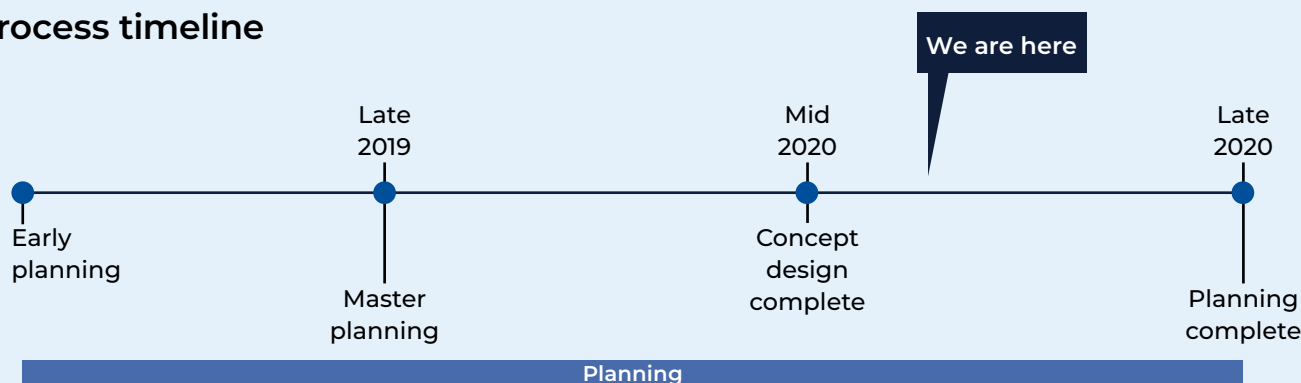 rocess timeline
We are here
Late
2019
Mid
2020
Late
2020
Early
planning
Master
planning
Concept
design
complete
Planning
complete
Planning